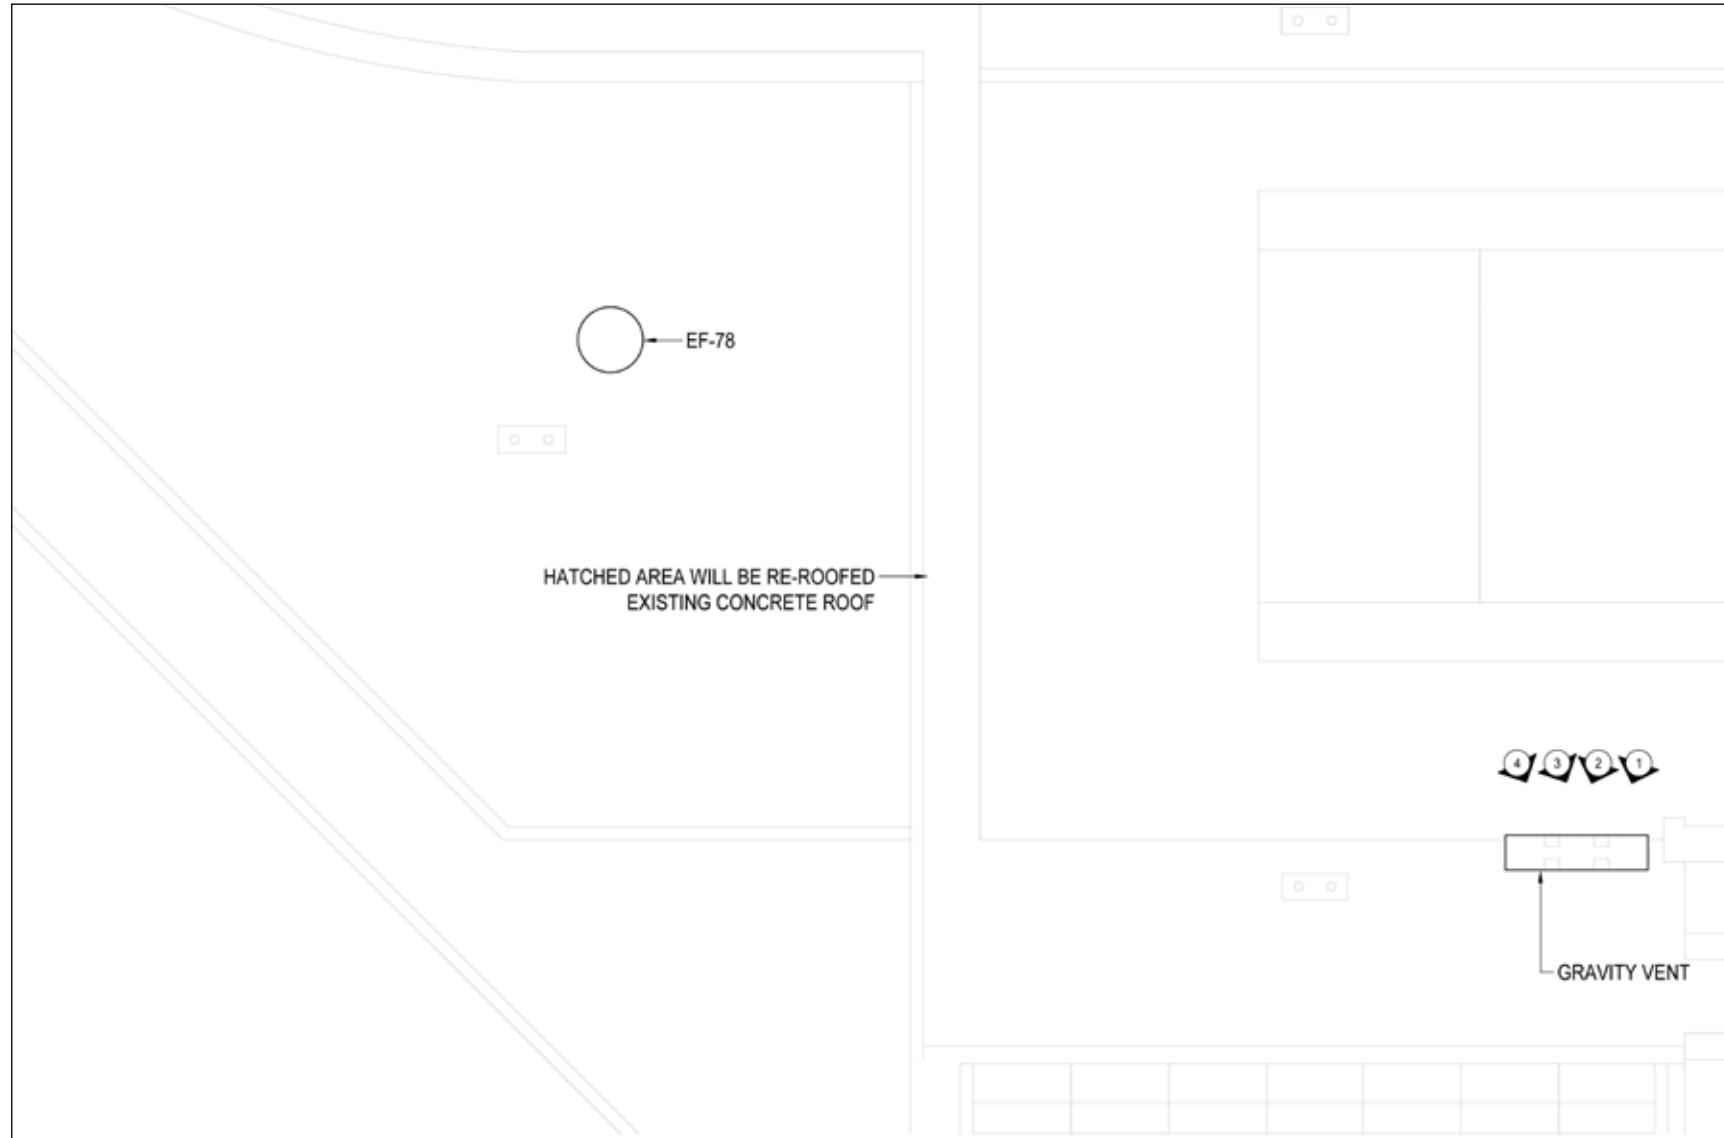 EF-78
HATCHED AREA WILL BE RE-ROOFED
EXISTING CONCRETE ROOF
4 3 2 1
GRAVITY VENT